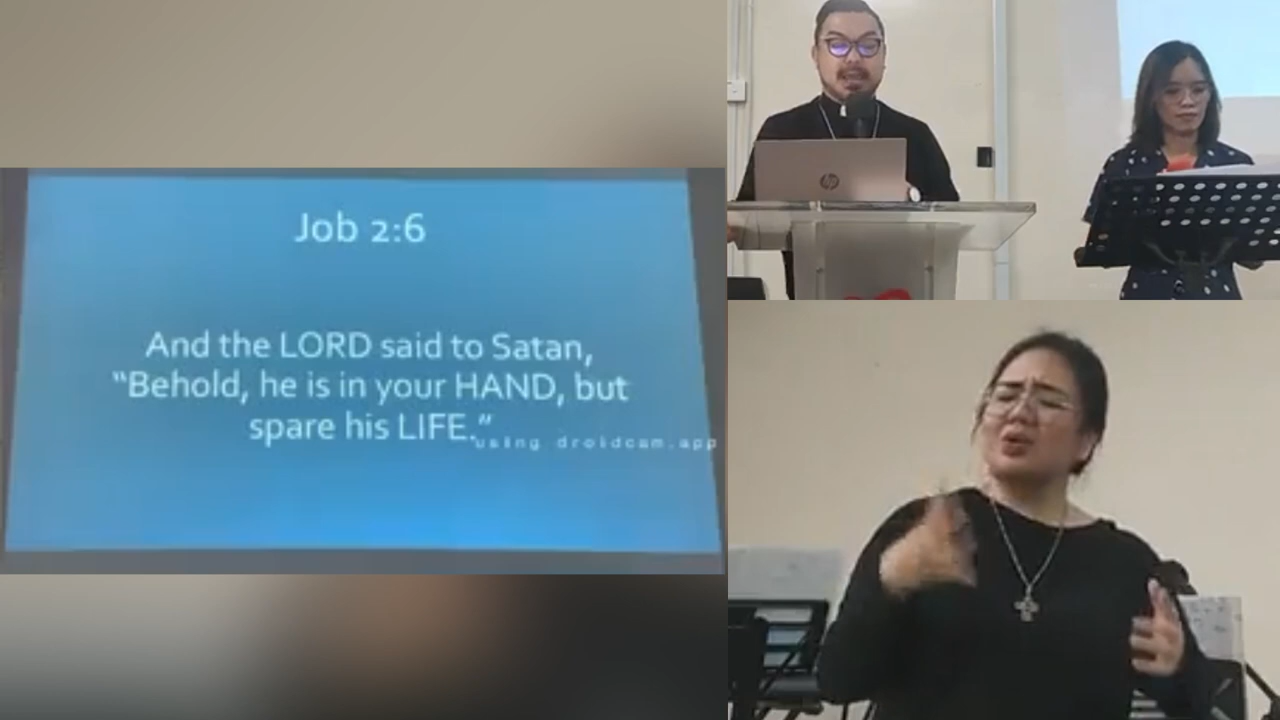 Job 2:6
And the LORD said to Satan,
“Behold, he is in your HAND, but
spare his LIFE.”
using droidcam.app
hp